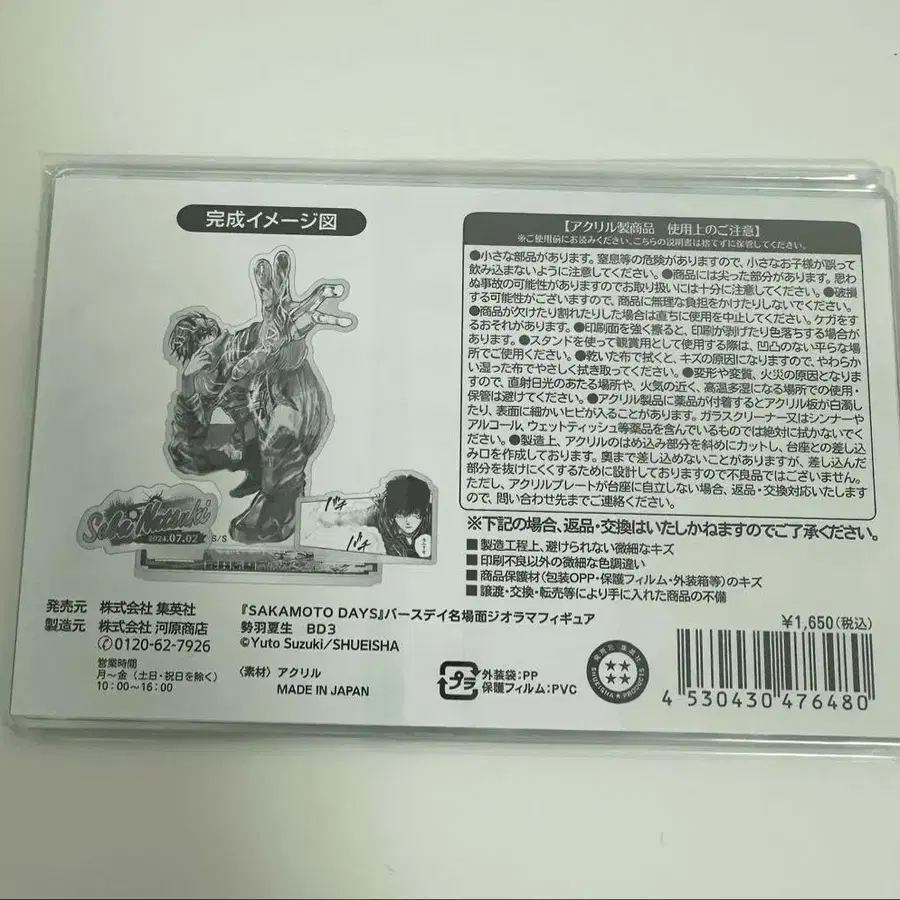 完成イメージ図
Seba Natsuki
2024.07.02
S/S
【アクリル製商品 使用上のご注意】
※ご使用前にお読みください。こちらの説明書は捨てずに保管してください。
●小さな部品があります。窒息等の危険がありますので、小さなお子様が誤って
飲み込まないように注意してください。●商品には尖った部分があります。思わ
ぬ事故の可能性がありますのでお取り扱いには十分に注意してください。●破損
する可能性がございますので、商品に無理な負担をかけたりしないでください。
●商品が欠けたり割れたりした場合は直ちに使用を中止してください。ケガをす
るおそれがあります。●印刷面を強く擦ると、印刷が剥げたり色落ちする場合が
あります。●スタンドを使って観賞用として使用する際は、凹凸のない平らな場
所でご使用ください。●乾いた布で拭くと、キズの原因になりますので、やわらか
い湿った布でやさしく拭き取ってください。●変形や変質、火災の原因となりま
すので、直射日光のあたる場所や、火気の近く、高温多湿になる場所での使用・
保管は避けてください。●アクリル製品に薬品が付着するとアクリル板が白濁し
たり、表面に細かいヒビが入ることがあります。ガラスクリーナー又はシンナーや
アルコール、ウェットティッシュ等薬品を含んでいるものでは絶対に拭かないでく
ださい。●製造上、アクリルのはめ込み部分を斜めにカットし、台座との差し込
み口を作成しております。奥まで差し込めないことがありますが、差し込んだ
部分を抜けにくくするために設計しておりますので不良品ではございません。
ただし、アクリルプレートが台座に自立しない場合、返品・交換対応いたします
ので、問い合わせ先までご連絡ください。
※下記の場合、返品・交換はいたしかねますのでご了承ください。
■製造工程上、避けられない微細なキズ
■印刷不良以外の微細な色調違い
■商品保護材（包装OPP・保護フィルム・外装箱等）のキズ
■譲渡・交換・転売等により手に入れた商品の不備
発売元 株式会社 集英社
製造元 株式会社 河原商店
0120-62-7926
営業時間
月〜金（土日・祝日を除く）
10:00〜16:00
『SAKAMOTO DAYS』バースデイ名場面ジオラマフィギュア
勢羽夏生 BD3
©Yuto Suzuki/SHUEISHA
〈素材〉アクリル
MADE IN JAPAN
プラ
外装袋:PP
保護フィルム:PVC
¥1,650(税込)
4 530430 476480